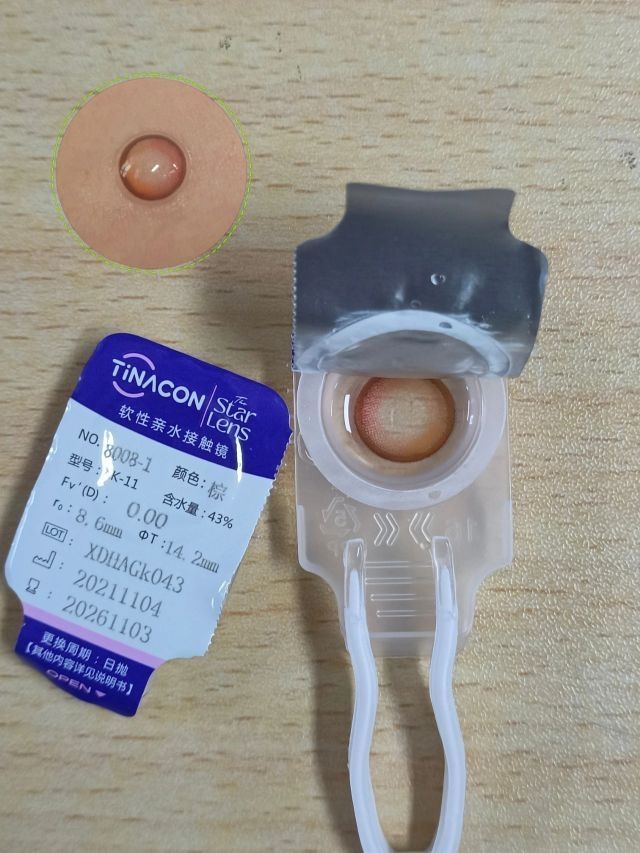 TiNACON
The
Star
Lens
软性亲水接触镜
NO. 8008-1
型号: K-11 颜色: 棕
Fv'(D): 0.00 含水量: 43%
r₀: 8.6mm ΦT: 14.2mm
LOT : XDHAGK043
: 20211104
: 20261103
更换周期: 日抛
【其他内容详见说明书】
OPEN